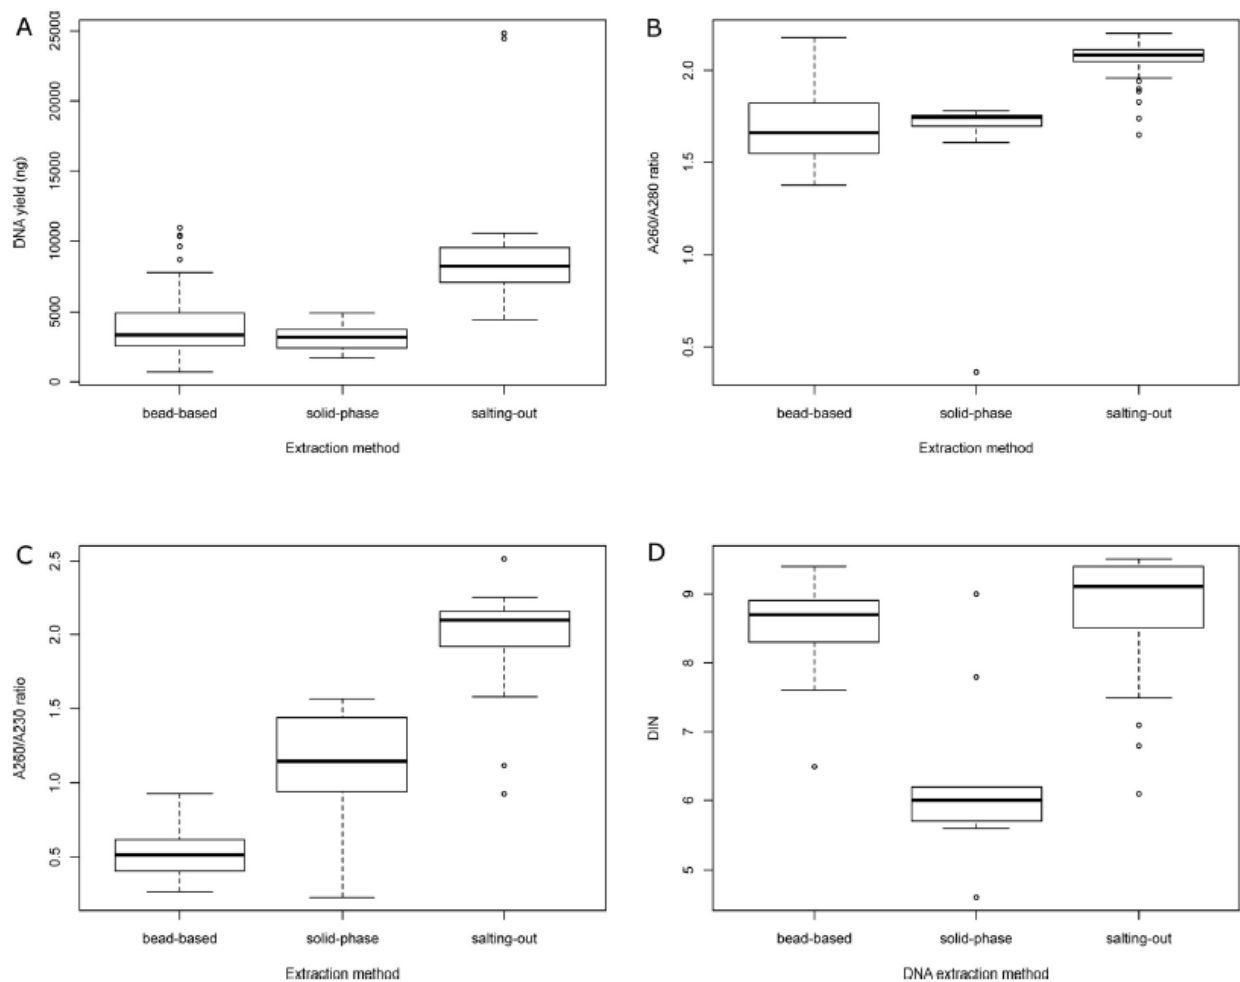 A
25000
20000
15000
10000
5000
0
DNA yield (ng)
bead-based solid-phase salting-out
Extraction method
B
2.0
1.5
1.0
0.5
A260/A280 ratio
bead-based solid-phase salting-out
Extraction method
C
2.5
2.0
1.5
1.0
0.5
A260/A230 ratio
bead-based solid-phase salting-out
Extraction method
D
9
8
7
6
5
DIN
bead-based solid-phase salting-out
DNA extraction method